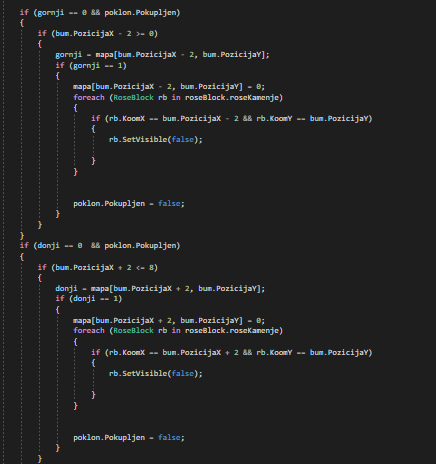 if (gornji == 0 && poklon.Pokupljen)
{
if (bum.PozicijaX - 2 >= 0)
{
gornji = mapa[bum.PozicijaX - 2, bum.PozicijaY];
if (gornji == 1)
{
mapa[bum.PozicijaX - 2, bum.PozicijaY] = 0;
foreach (RoseBlock rb in roseBlock.roseKamenje)
{
if (rb.KoomX == bum.PozicijaX - 2 && rb.KoomY == bum.PozicijaY)
{
rb.SetVisible(false);
}
}
poklon.Pokupljen = false;
}
}
}
if (donji == 0 && poklon.Pokupljen)
{
if (bum.PozicijaX + 2 <= 8)
{
donji = mapa[bum.PozicijaX + 2, bum.PozicijaY];
if (donji == 1)
{
mapa[bum.PozicijaX + 2, bum.PozicijaY] = 0;
foreach (RoseBlock rb in roseBlock.roseKamenje)
{
if (rb.KoomX == bum.PozicijaX + 2 && rb.KoomY == bum.PozicijaY)
{
rb.SetVisible(false);
}
}
poklon.Pokupljen = false;
}
}